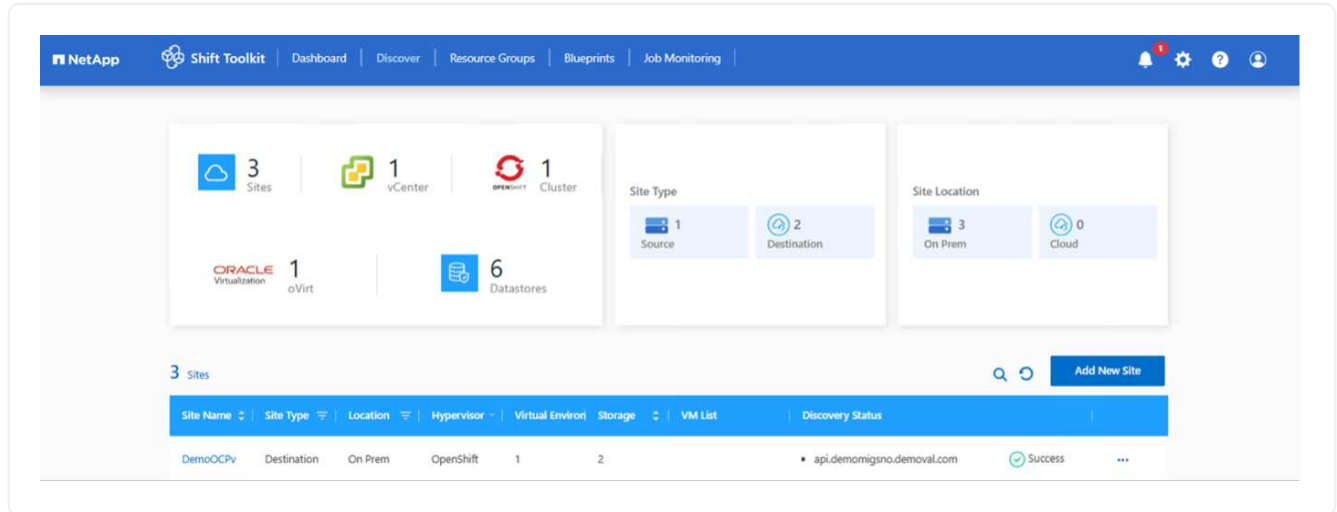 NetApp Shift Toolkit Dashboard Discover Resource Groups Blueprints Job Monitoring 1
3 Sites
1 vCenter
OPENSHIFT 1 Cluster
ORACLE Virtualization 1 oVirt
6 Datastores
Site Type
1 Source
2 Destination
Site Location
3 On Prem
0 Cloud
3 Sites
Add New Site
Site Name Site Type Location Hypervisor Virtual Environ Storage VM List Discovery Status
DemoOCPv Destination On Prem OpenShift 1 2 • api.demomigsno.demoval.com Success ...